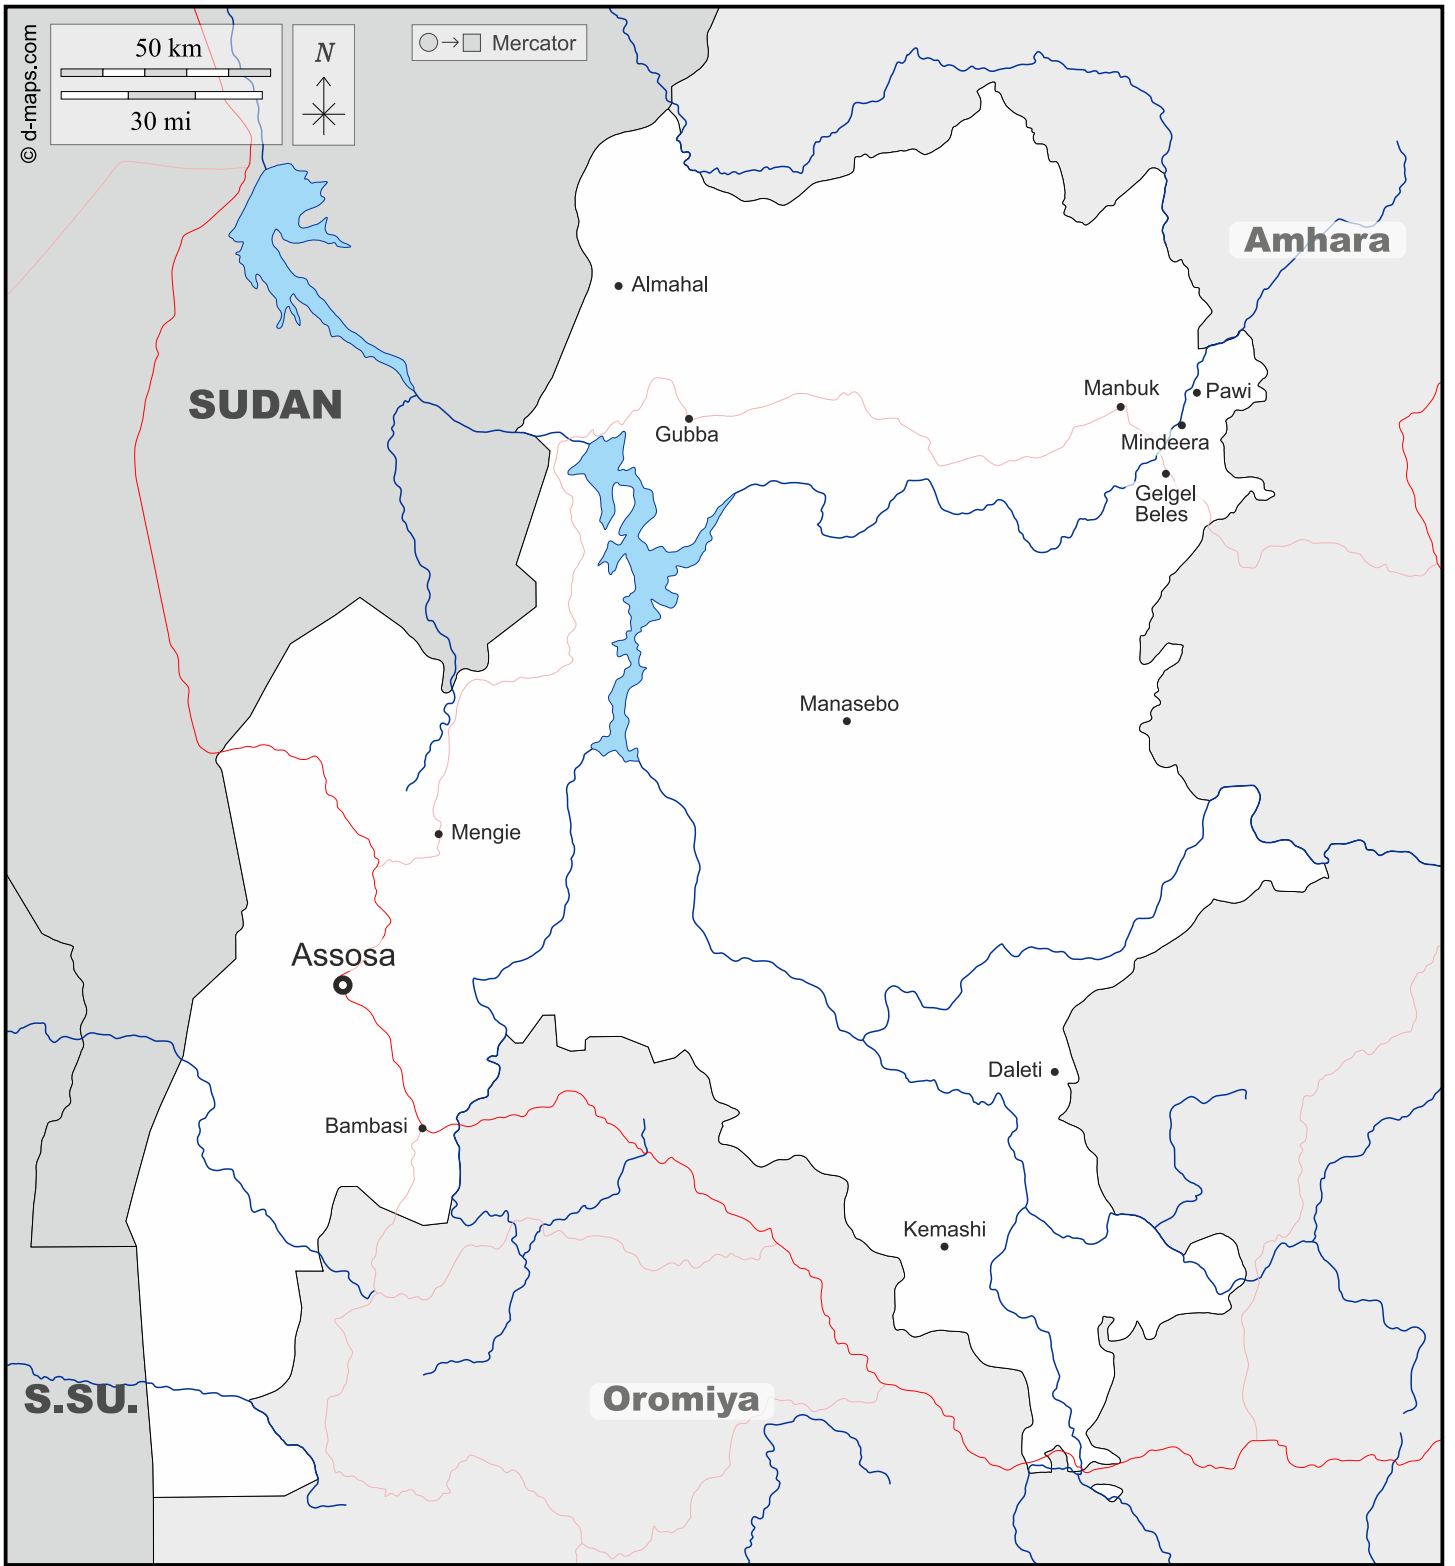 50 km
30 mi
N
Mercator
© d-maps.com
Amhara
Almahal
SUDAN
Manbuk
Pawi
Gubba
Mindeera
Gelgel
Beles
Manasebo
Mengie
Assosa
Daleti
Bambasi
Kemashi
S.SU.
Oromiya